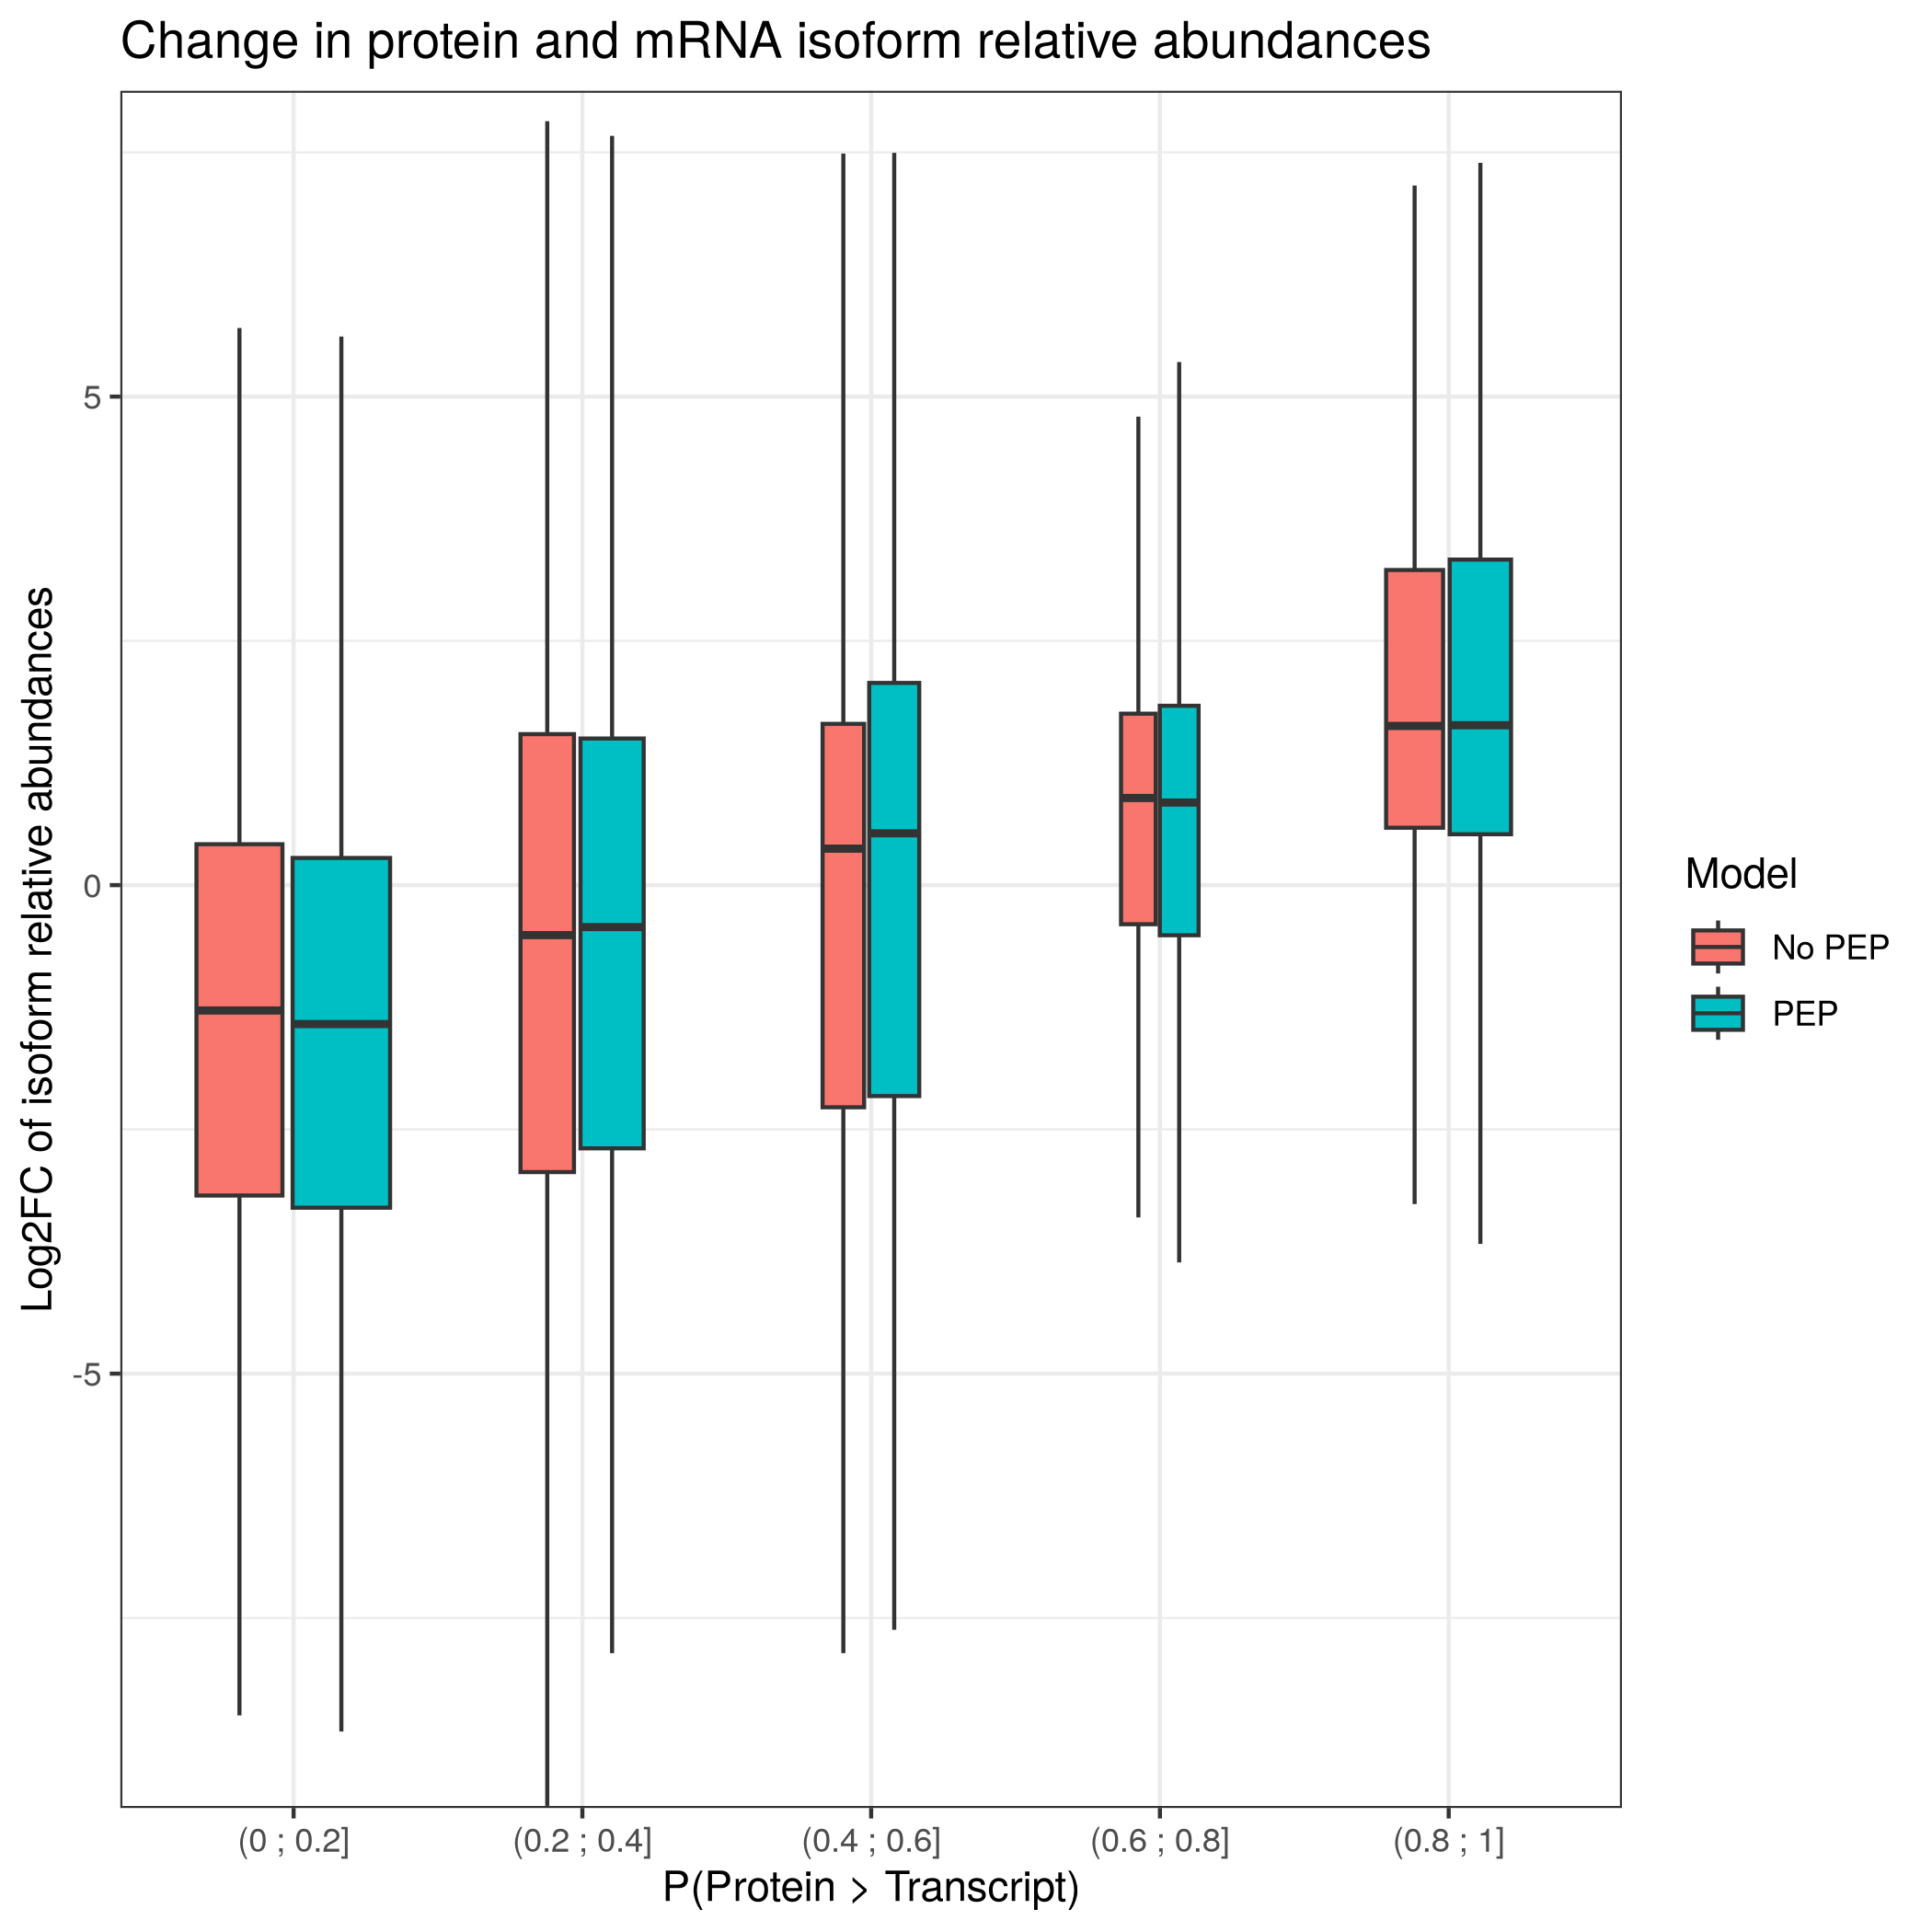 Change in protein and mRNA isoform relative abundances
Log2FC of isoform relative abundances
5
0
-5
(0 ; 0.2]
(0.2 ; 0.4]
(0.4 ; 0.6]
(0.6 ; 0.8]
(0.8 ; 1]
P(Protein > Transcript)
Model
No PEP
PEP